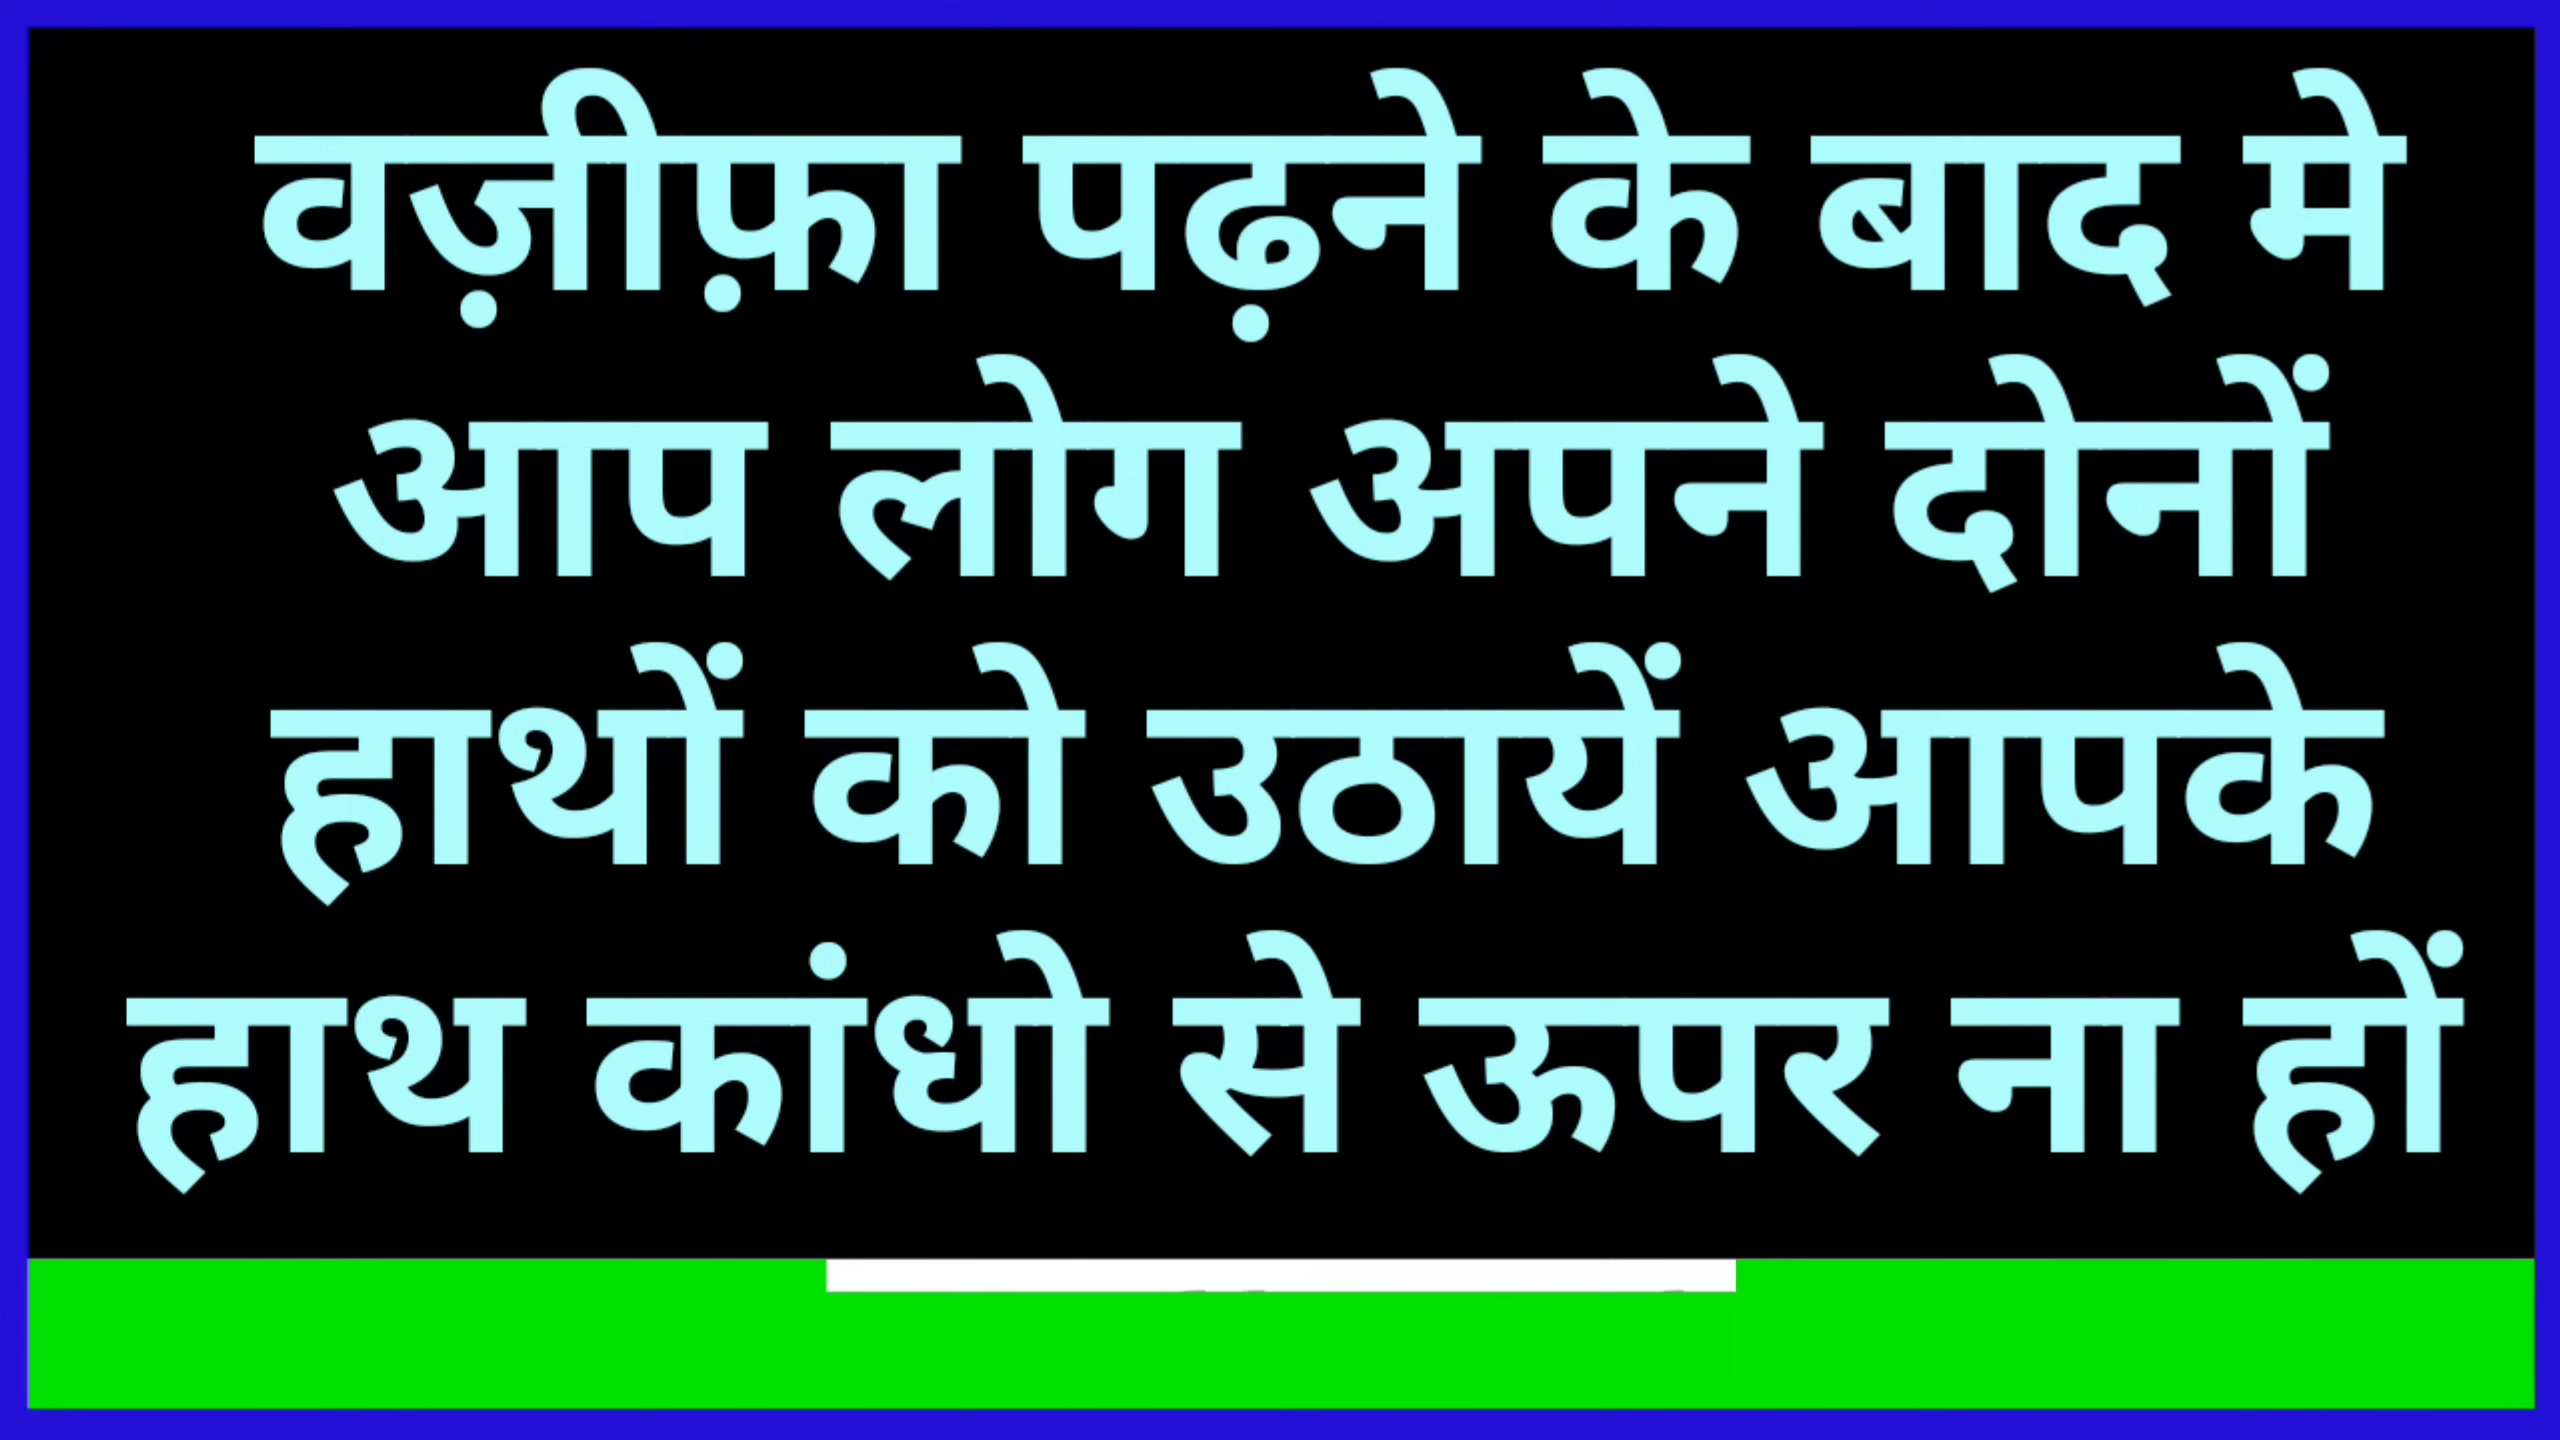 वज़ीफ़ा पढ़ने के बाद मे
आप लोग अपने दोनों
हाथों को उठायें आपके
हाथ कांधो से ऊपर ना हों